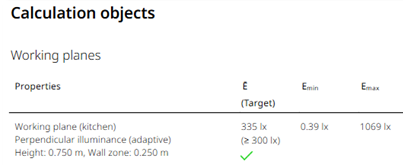 Calculation objects
Working planes
Properties Ē Emin Emax
(Target)
Working plane (kitchen) 335 lx 0.39 lx 1069 lx
Perpendicular illuminance (adaptive) (≥ 300 lx)
Height: 0.750 m, Wall zone: 0.250 m